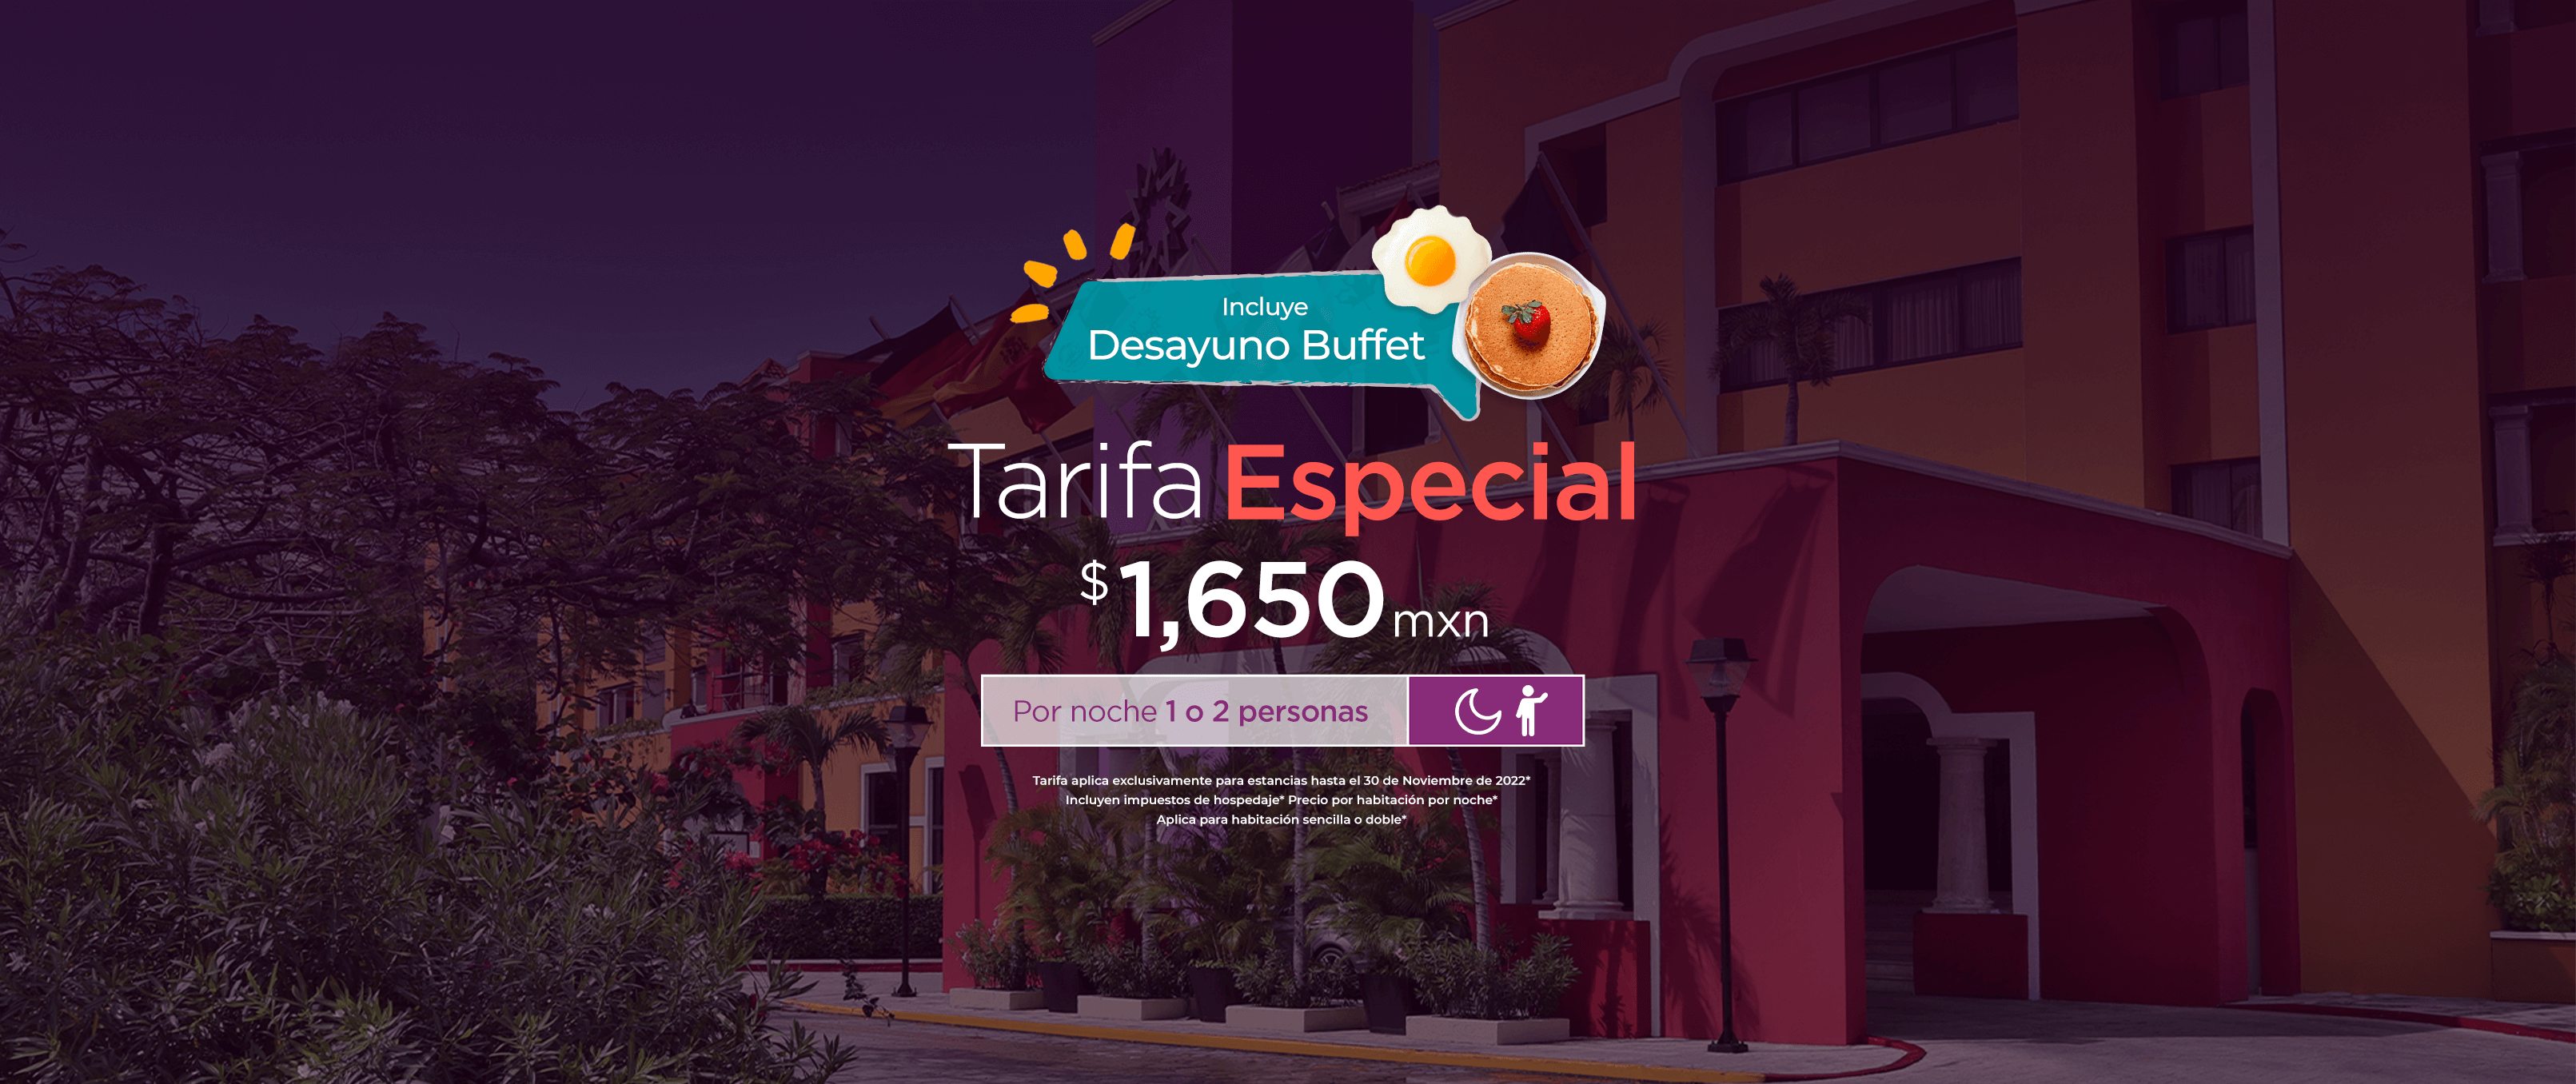 Incluye
Desayuno Buffet
Tarifa Especial
$1,650 mxn
Por noche 1 o 2 personas
Tarifa aplica exclusivamente para estancias hasta el 30 de Noviembre de 2022*
Incluyen impuestos de hospedaje* Precio por habitación por noche*
Aplica para habitación sencilla o doble*